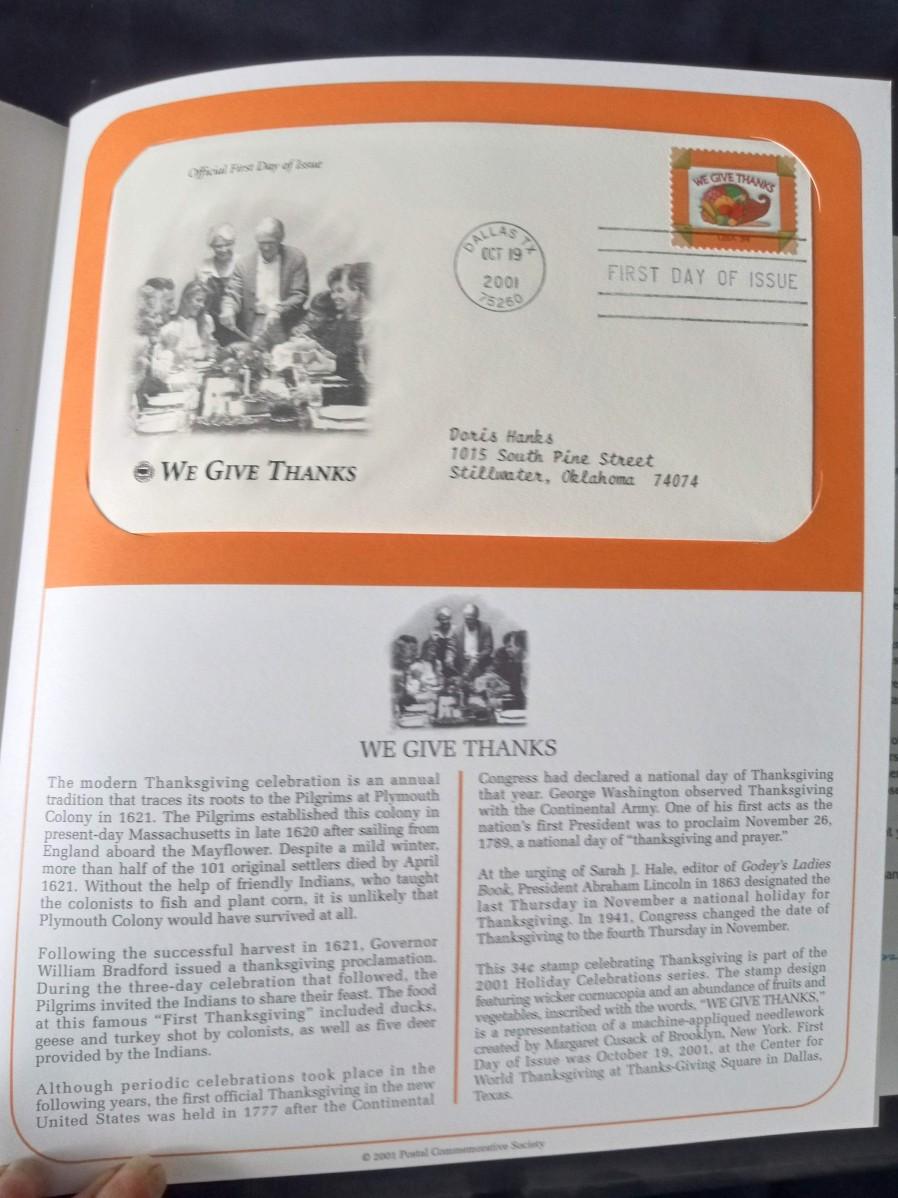 Official First Day of Issue
WE GIVE THANKS
USA 34
DALLAS TX
OCT 19
2001
75260
FIRST DAY OF ISSUE
Doris Hanks
1015 South Pine Street
Stillwater, Oklahoma 74074
WE GIVE THANKS
WE GIVE THANKS
The modern Thanksgiving celebration is an annual
tradition that traces its roots to the Pilgrims at Plymouth
Colony in 1621. The Pilgrims established this colony in
present-day Massachusetts in late 1620 after sailing from
England aboard the Mayflower. Despite a mild winter,
more than half of the 101 original settlers died by April
1621. Without the help of friendly Indians, who taught
the colonists to fish and plant corn, it is unlikely that
Plymouth Colony would have survived at all.
Following the successful harvest in 1621, Governor
William Bradford issued a thanksgiving proclamation.
During the three-day celebration that followed, the
Pilgrims invited the Indians to share their feast. The food
at this famous “First Thanksgiving” included ducks,
geese and turkey shot by colonists, as well as five deer
provided by the Indians.
Although periodic celebrations took place in the
following years, the first official Thanksgiving in the new
United States was held in 1777 after the Continental
Congress had declared a national day of Thanksgiving
that year. George Washington observed Thanksgiving
with the Continental Army. One of his first acts as the
nation's first President was to proclaim November 26,
1789, a national day of “thanksgiving and prayer.”
At the urging of Sarah J. Hale, editor of Godey's Ladies
Book, President Abraham Lincoln in 1863 designated the
last Thursday in November a national holiday for
Thanksgiving. In 1941, Congress changed the date of
Thanksgiving to the fourth Thursday in November.
This 34¢ stamp celebrating Thanksgiving is part of the
2001 Holiday Celebrations series. The stamp design
featuring wicker cornucopia and an abundance of fruits and
vegetables, inscribed with the words, “WE GIVE THANKS,”
is a representation of a machine-appliqued needlework
created by Margaret Cusack of Brooklyn, New York. First
Day of Issue was October 19, 2001, at the Center for
World Thanksgiving at Thanks-Giving Square in Dallas,
Texas.
© 2001 Postal Commemorative Society